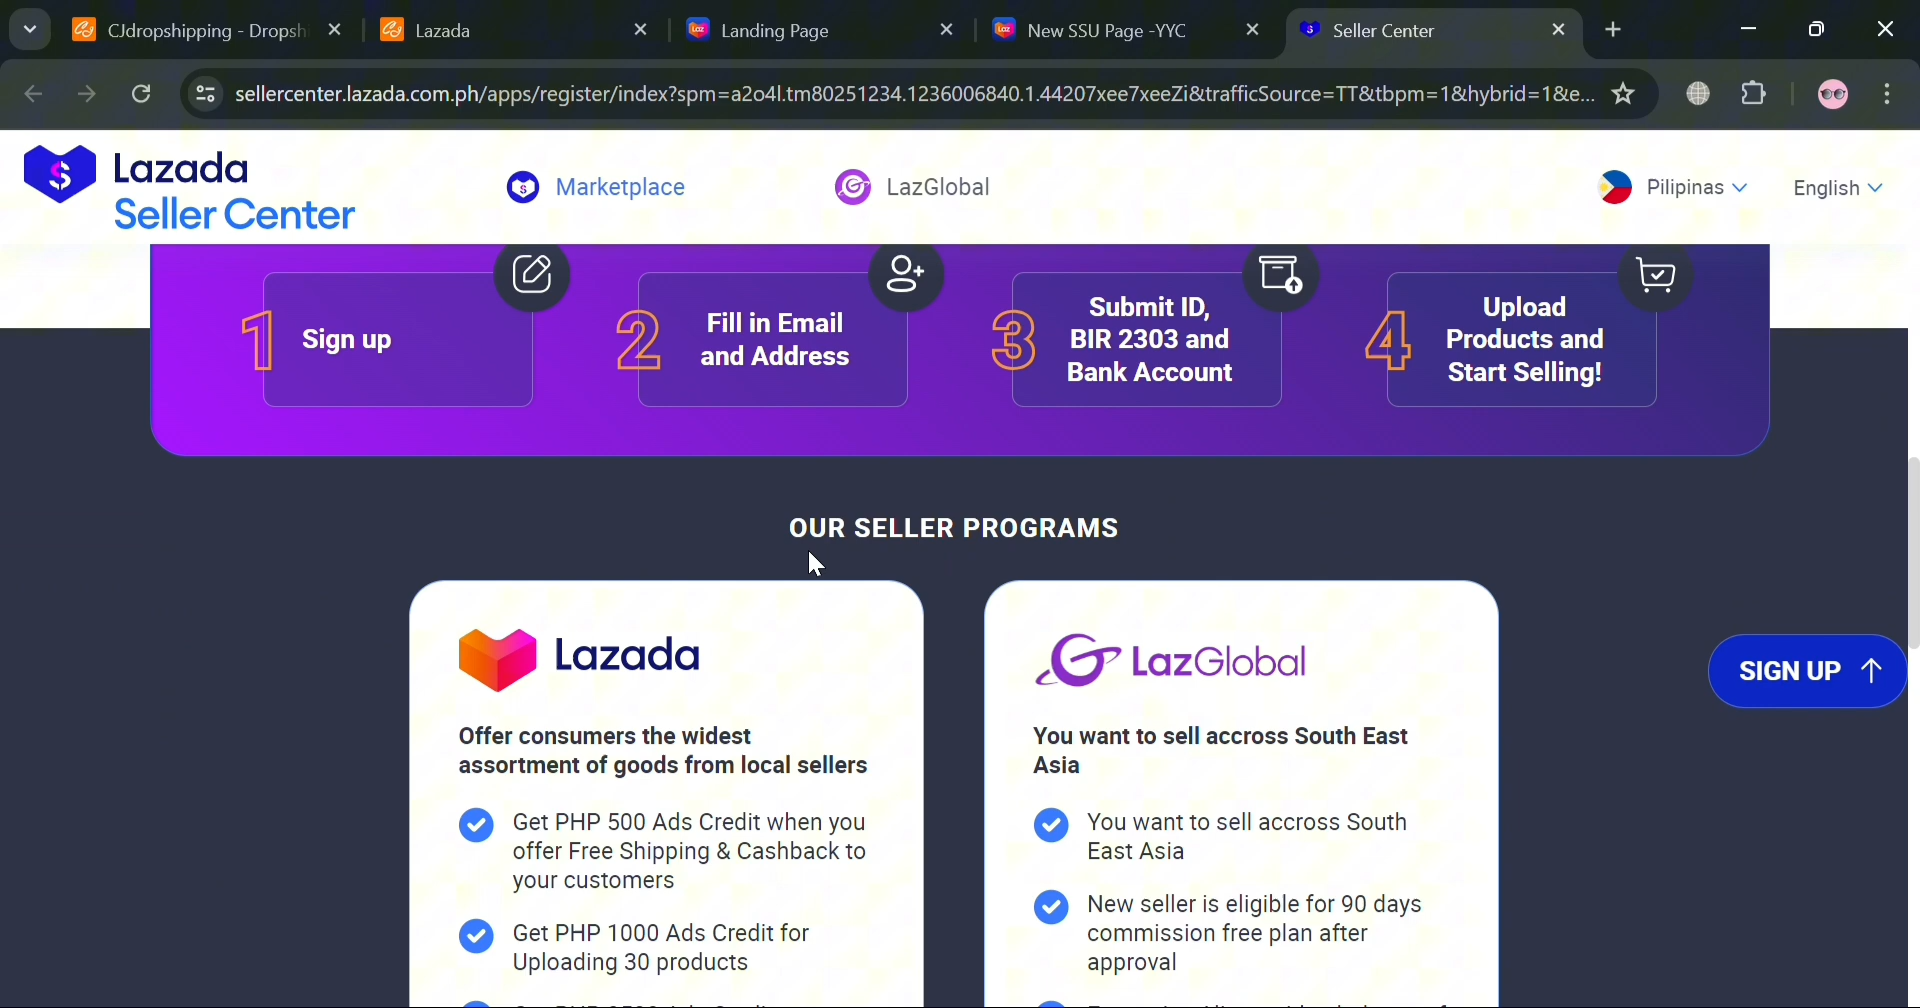 CJdropshipping - Dropsh
Lazada
Landing Page
New SSU Page -YYC
Seller Center
sellercenter.lazada.com.ph/apps/register/index?spm=a2o4l.tm80251234.1236006840.1.44207xee7xeeZi&trafficSource=TT&tbpm=1&hybrid=1&e...
Lazada
Seller Center
Marketplace
LazGlobal
Pilipinas
English
1
Sign up
2
Fill in Email
and Address
3
Submit ID,
BIR 2303 and
Bank Account
4
Upload
Products and
Start Selling!
OUR SELLER PROGRAMS
Lazada
Offer consumers the widest
assortment of goods from local sellers
Get PHP 500 Ads Credit when you
offer Free Shipping & Cashback to
your customers
Get PHP 1000 Ads Credit for
Uploading 30 products
LazGlobal
You want to sell accross South East
Asia
You want to sell accross South
East Asia
New seller is eligible for 90 days
commission free plan after
approval
SIGN UP